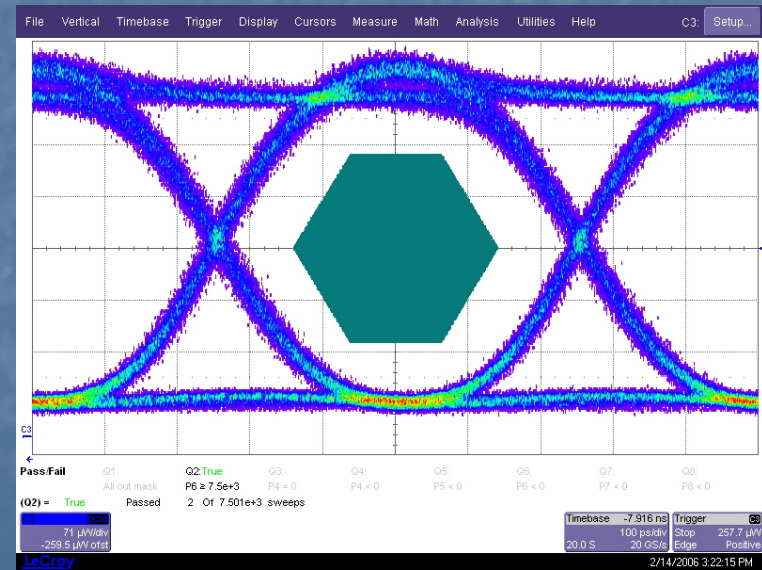 File Vertical Timebase Trigger Display Cursors Measure Math Analysis Utilities Help C3: Setup...
C3
Pass/Fail Q1: Q2:True Q3: Q4: Q5: Q6: Q7: Q8:
All out mask P6 ≥ 7.5e+3 P4 = 0 P4 < 0 P5 < 0 P6 < 0 P7 < 0 P8 < 0
(Q2) = True Passed 2 Of 7.501e+3 sweeps
71 µW/div
-259.5 µW ofst
Timebase -7.916 ns
100 ps/div
20.0 S 20 GS/s
Trigger C3
Stop 257.7 µW
Edge Positive
LeCroy
2/14/2006 3:22:15 PM